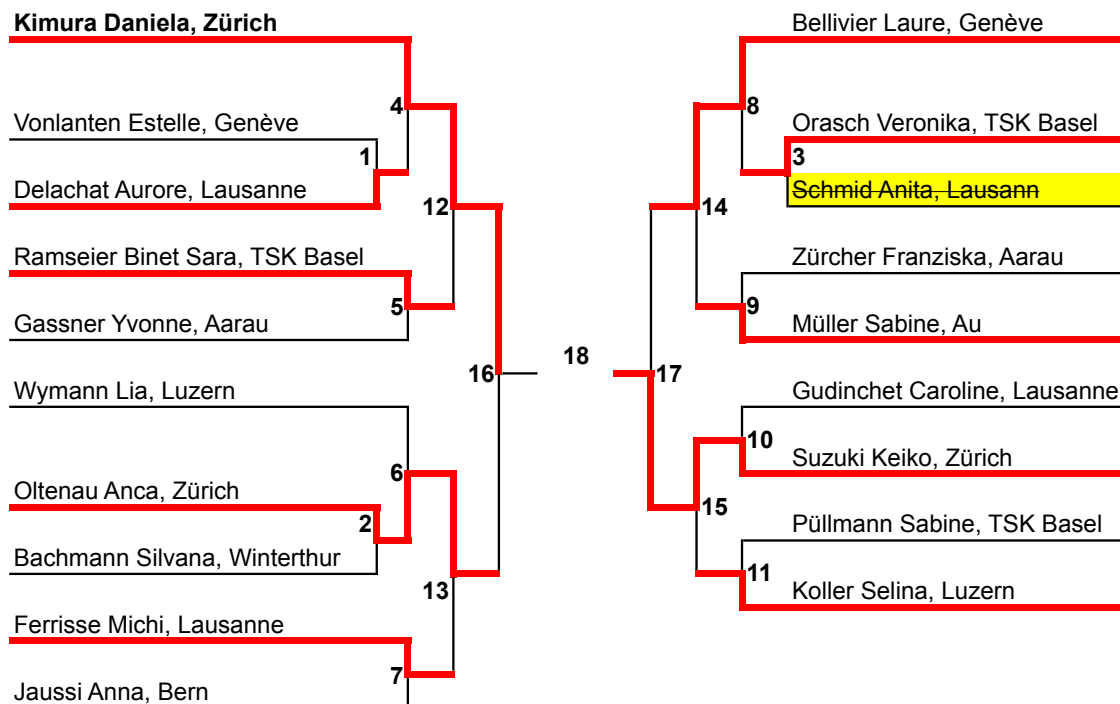 Kimura Daniela, Zürich
4
Vonlanten Estelle, Genève
1
Delachat Aurore, Lausanne
12
Ramseier Binet Sara, TSK Basel
5
Gassner Yvonne, Aarau
16
Wymann Lia, Luzern
6
Oltenau Anca, Zürich
2
Bachmann Silvana, Winterthur
13
Ferrisse Michi, Lausanne
7
Jaussi Anna, Bern
18
Bellivier Laure, Genève
8
Orasch Veronika, TSK Basel
3
Schmid Anita, Lausann
14
Zürcher Franziska, Aarau
9
Müller Sabine, Au
17
Gudinchet Caroline, Lausanne
10
Suzuki Keiko, Zürich
15
Püllmann Sabine, TSK Basel
11
Koller Selina, Luzern